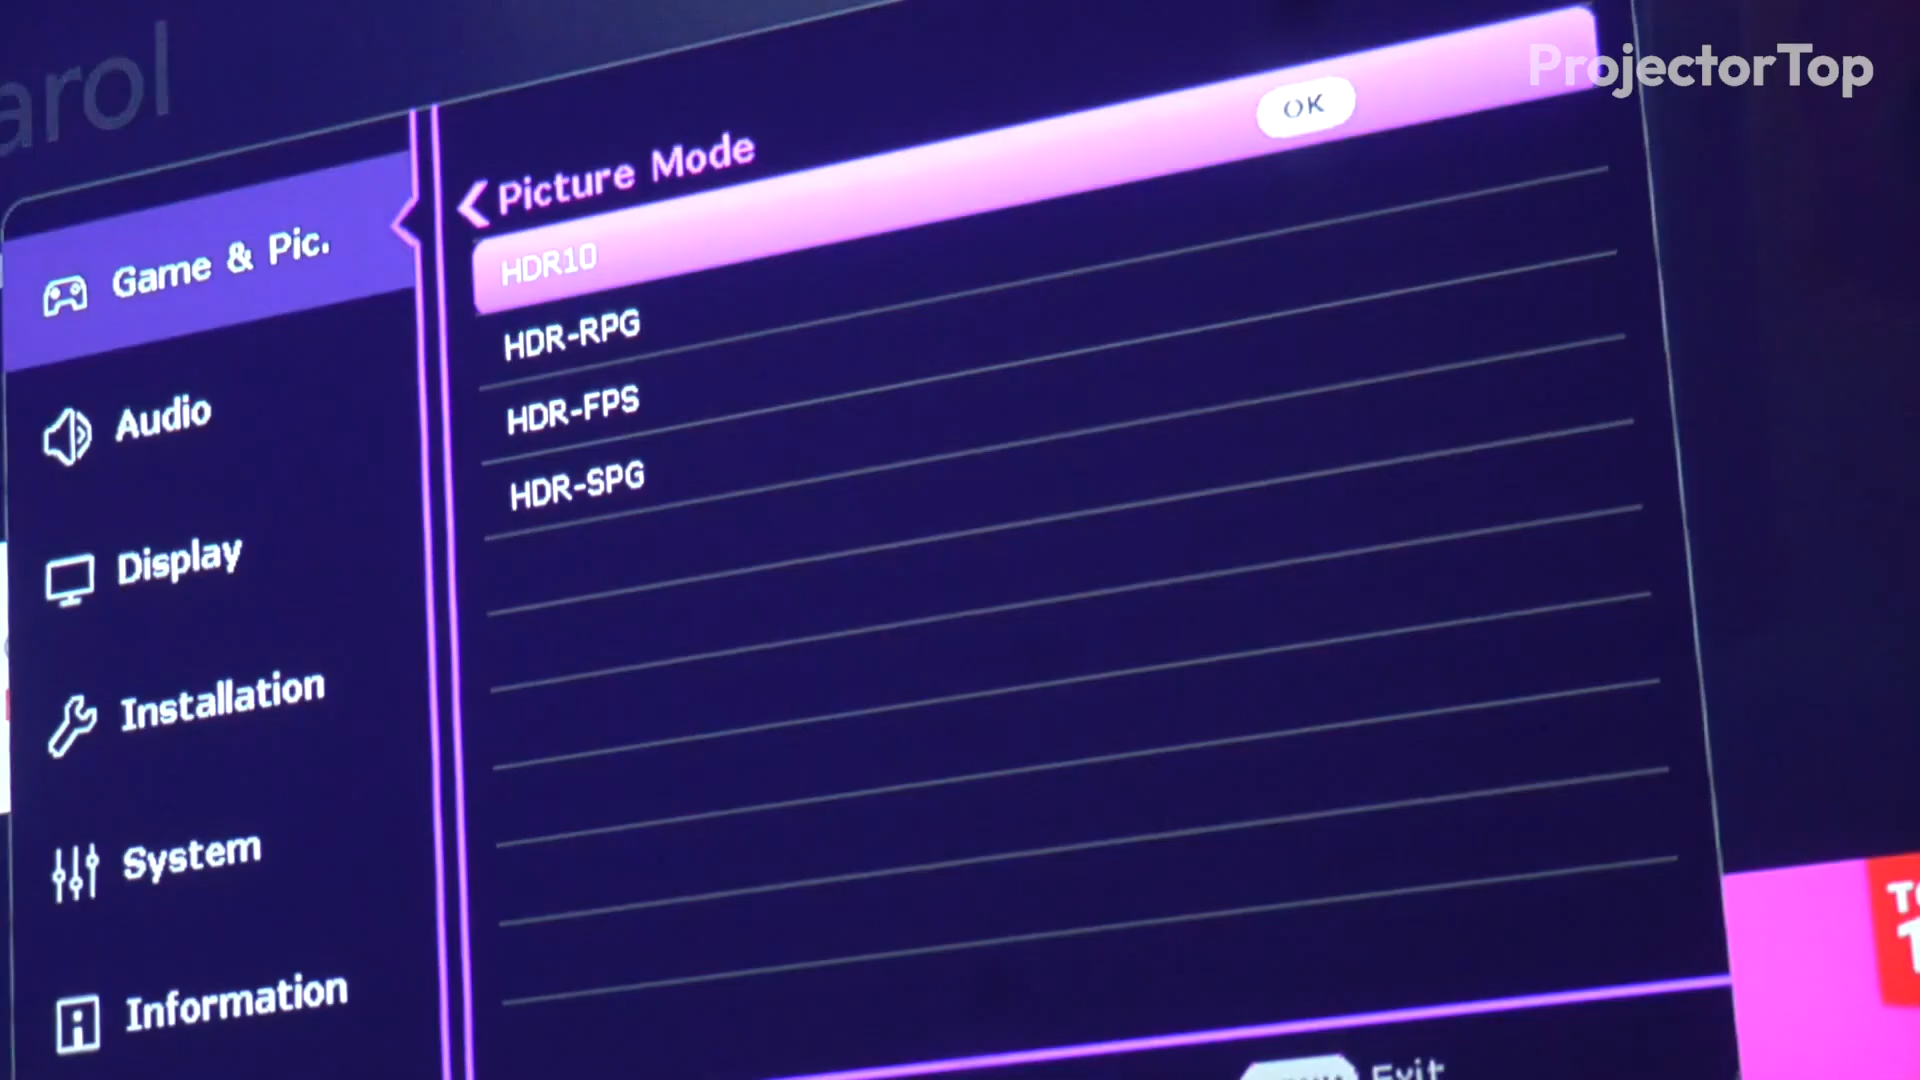 arol
ProjectorTop
Picture Mode
OK
HDR10
HDR-RPG
HDR-FPS
HDR-SPG
Game & Pic.
Audio
Display
Installation
System
Information
Exit